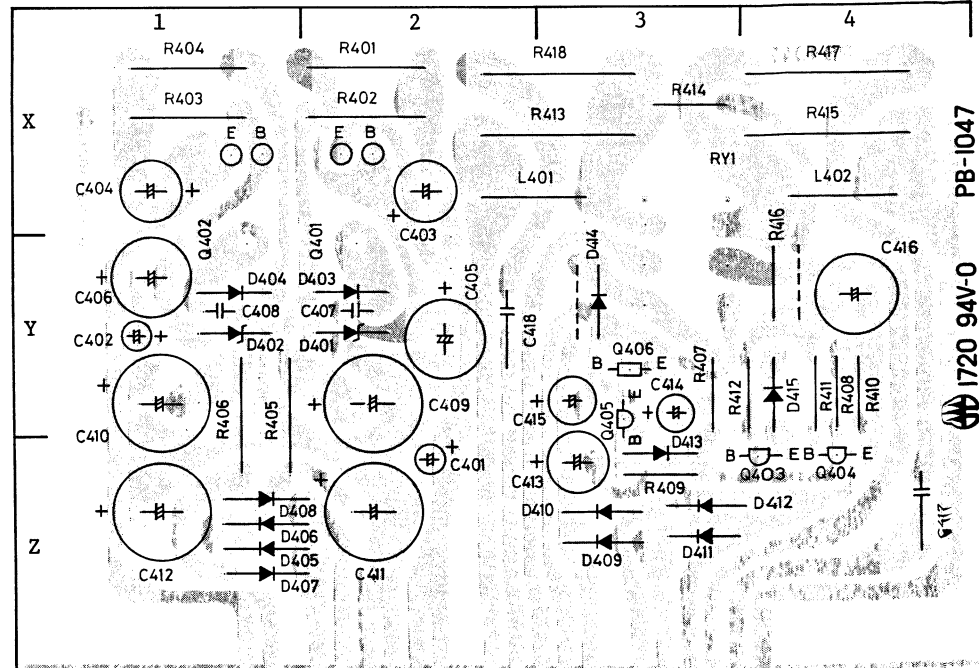 1 2 3 4
R404 R401 R418 R417
R414
R403 R402 R413 R415
X
E B E B
RY1
PB-1047
C404 L401 L402
C403
R416
Q402 Q401 D414 C416
D404 D403 C405
C406
C408 C407 C418
Y
C402 D402 D401
1720 94V-0
Q406
B E
R407
C414
R406 R405 C409 C415 Q405 E B R412 D415 R411 R408 R410
C410
D413
C401 C413 B E B E
Q403 Q404
R409
D408 D410 D412
Z
D406
D405 D409 D411
C412 D407 C411
C417